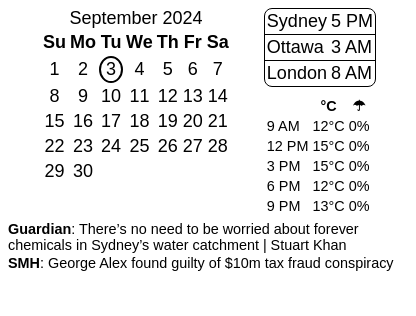 September 2024
Su Mo Tu We Th Fr Sa
1 2 3 4 5 6 7
8 9 10 11 12 13 14
15 16 17 18 19 20 21
22 23 24 25 26 27 28
29 30
Sydney 5 PM
Ottawa 3 AM
London 8 AM
°C ☂
9 AM 12°C 0%
12 PM 15°C 0%
3 PM 15°C 0%
6 PM 12°C 0%
9 PM 13°C 0%
Guardian: There’s no need to be worried about forever
chemicals in Sydney’s water catchment | Stuart Khan
SMH: George Alex found guilty of $10m tax fraud conspiracy